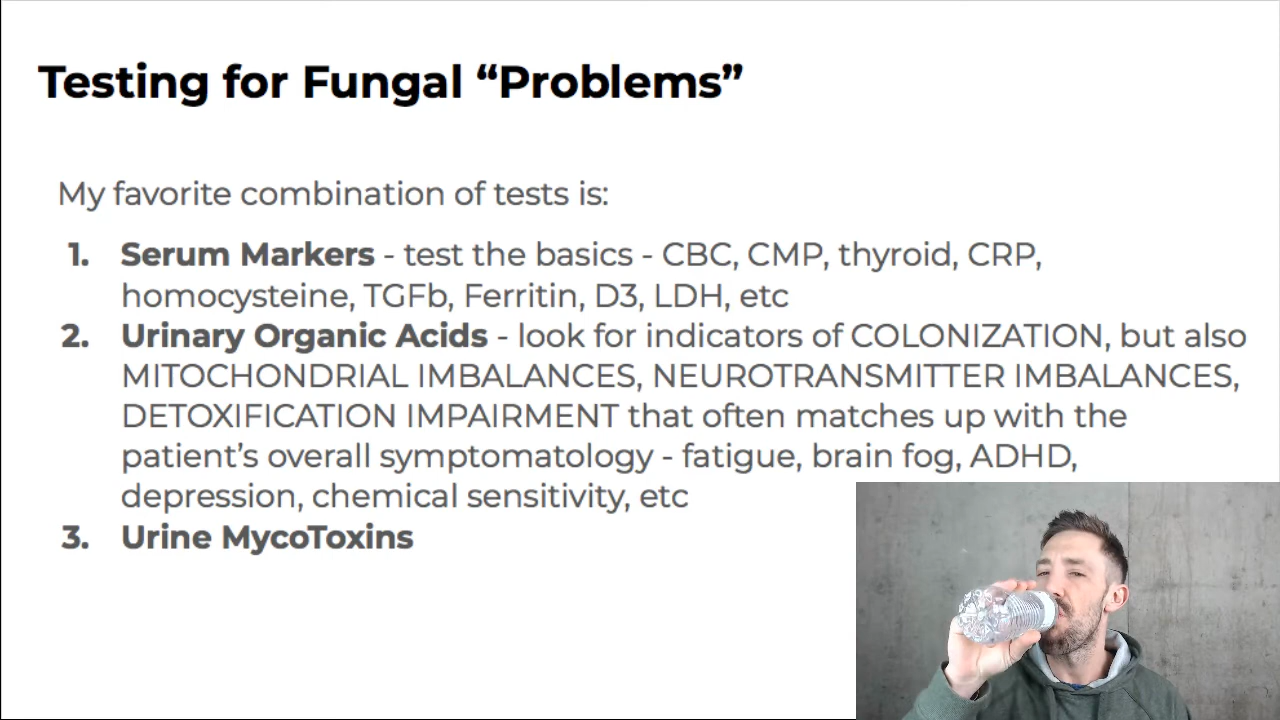 Testing for Fungal “Problems”
My favorite combination of tests is:
1. Serum Markers - test the basics - CBC, CMP, thyroid, CRP,
homocysteine, TGFb, Ferritin, D3, LDH, etc
2. Urinary Organic Acids - look for indicators of COLONIZATION, but also
MITOCHONDRIAL IMBALANCES, NEUROTRANSMITTER IMBALANCES,
DETOXIFICATION IMPAIRMENT that often matches up with the
patient’s overall symptomatology - fatigue, brain fog, ADHD,
depression, chemical sensitivity, etc
3. Urine MycoToxins